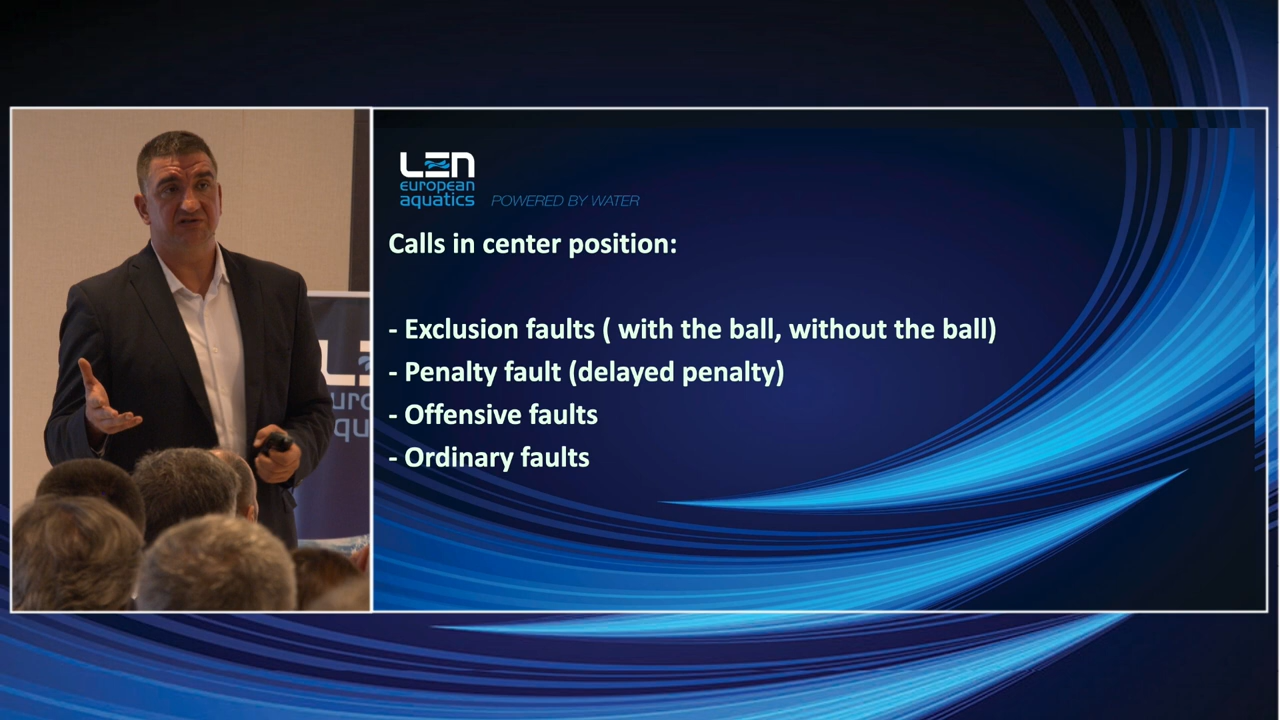 LEN
european
aquatics
POWERED BY WATER
Calls in center position:
- Exclusion faults ( with the ball, without the ball)
- Penalty fault (delayed penalty)
- Offensive faults
- Ordinary faults